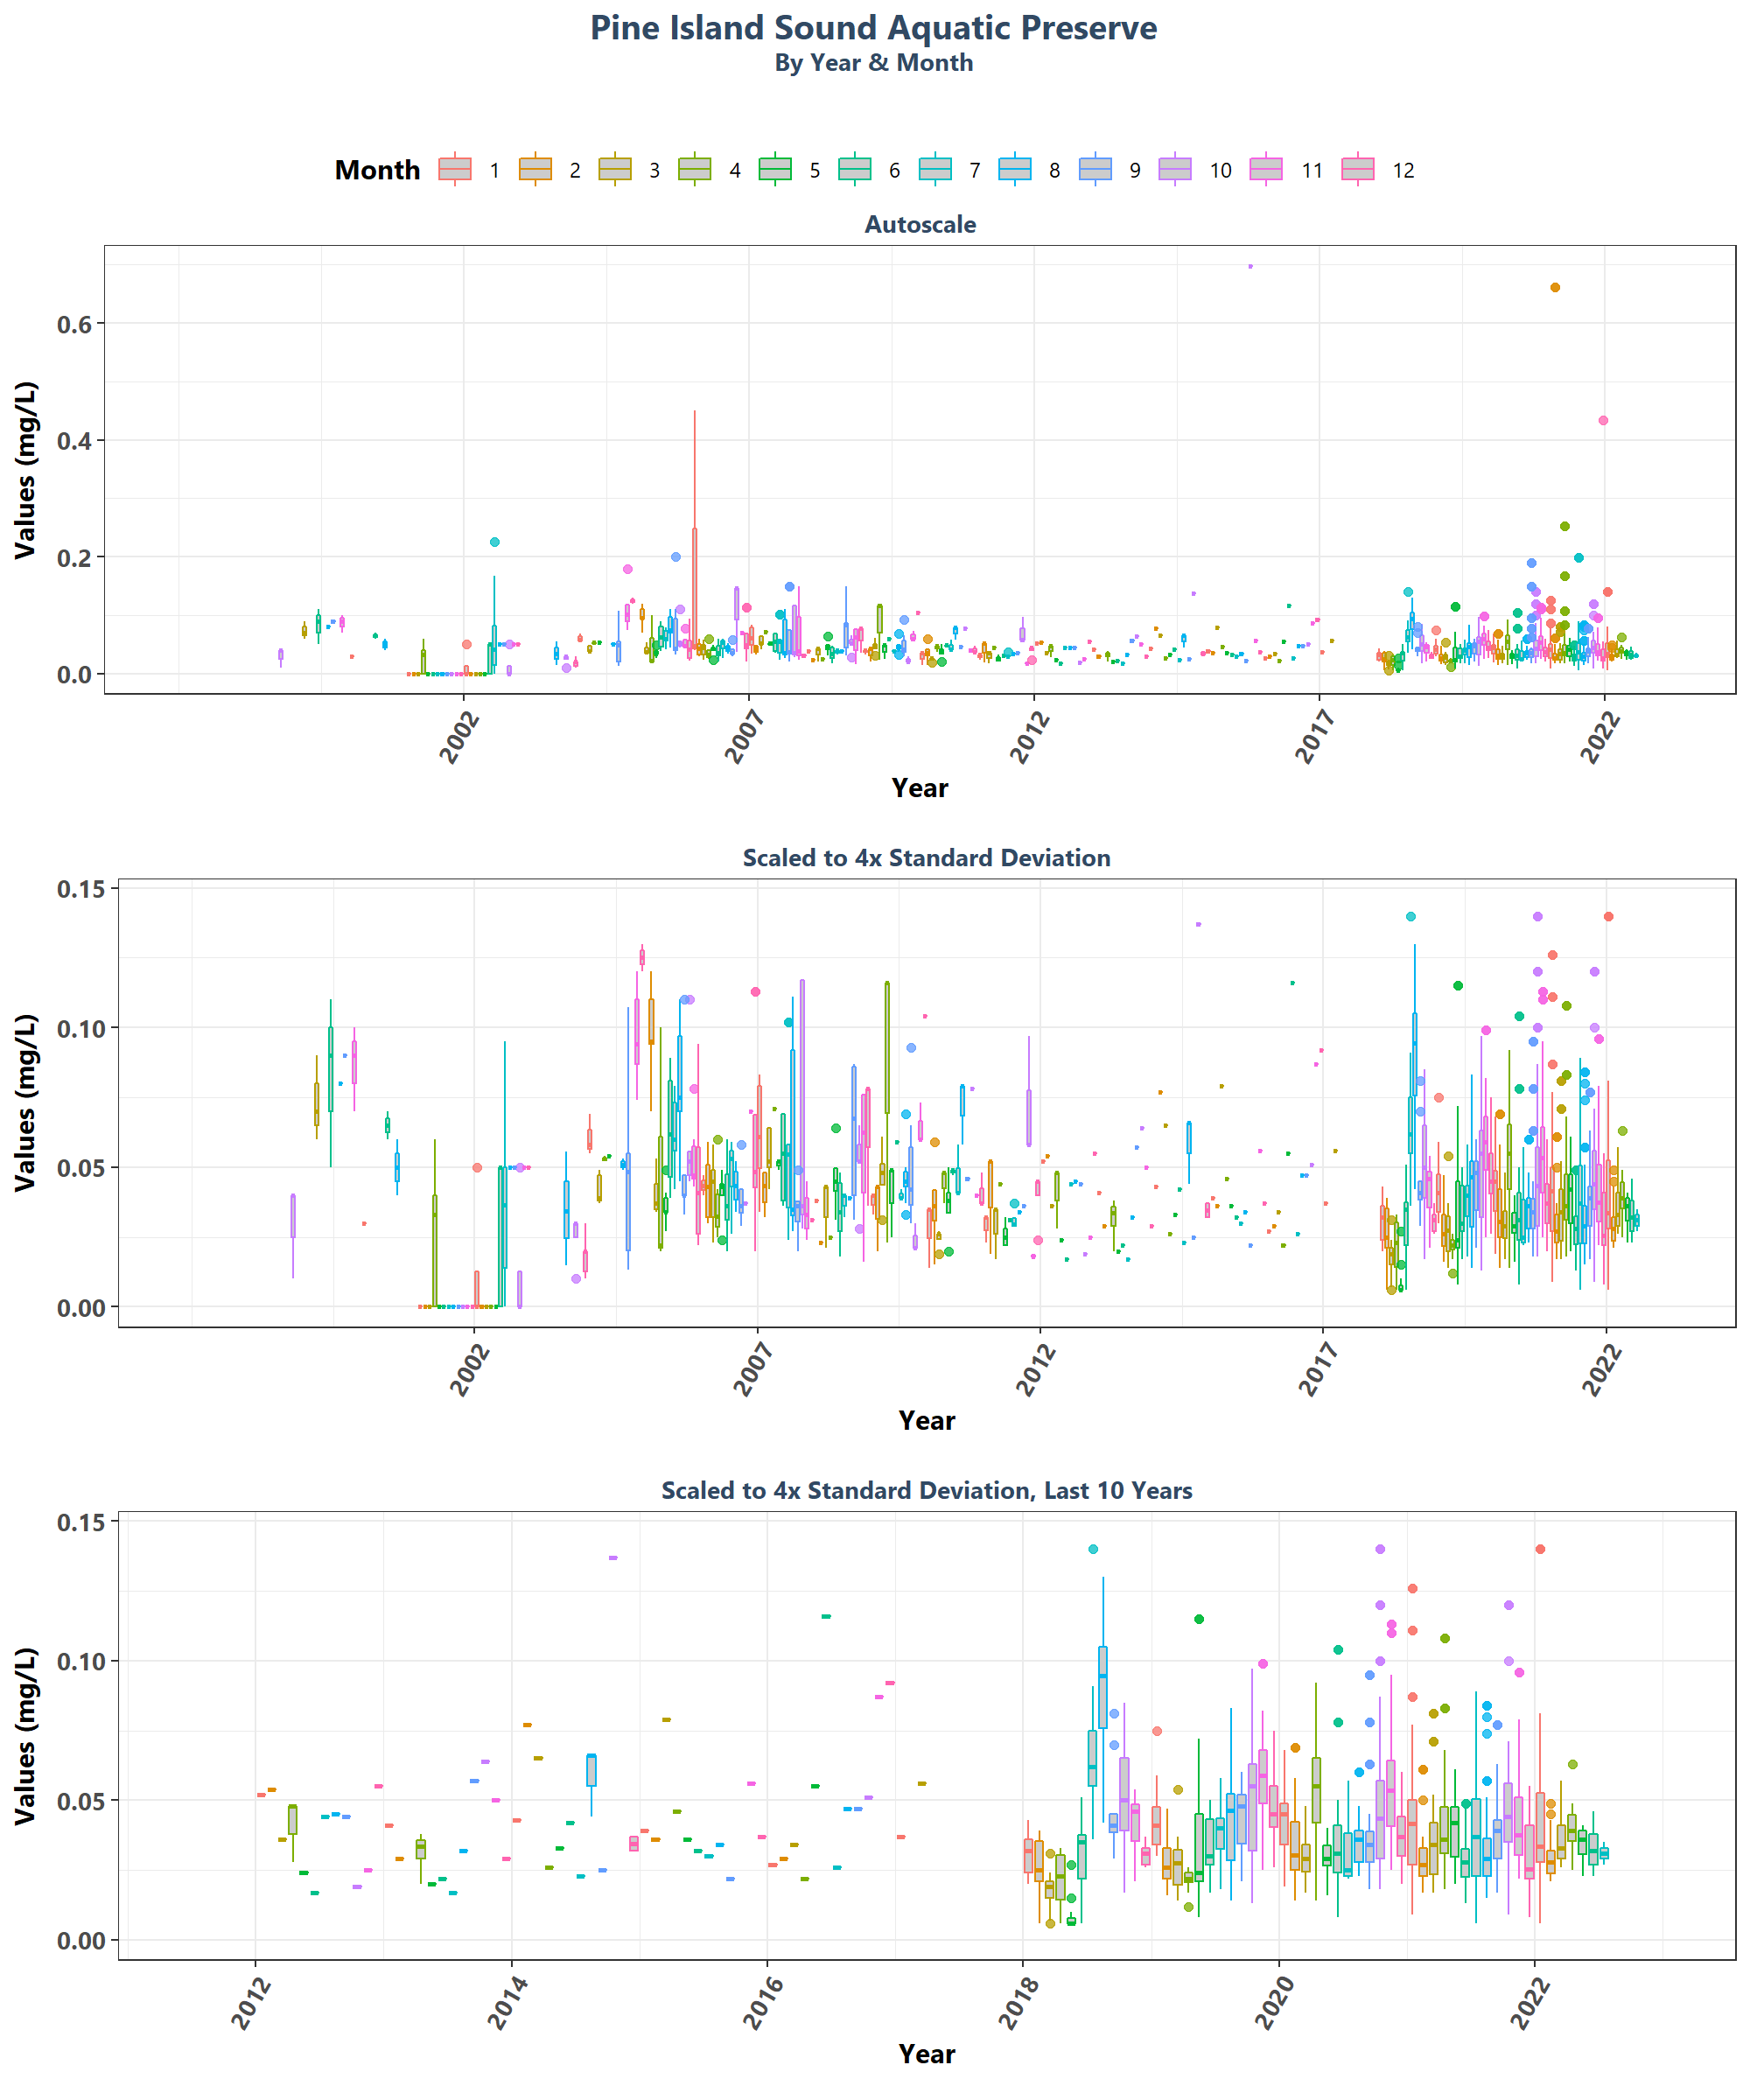 Pine Island Sound Aquatic Preserve
By Year & Month
Month 1 2 3 4 5 6 7 8 9 10 11 12
Autoscale
Values (mg/L)
0.6
0.4
0.2
0.0
2002 2007 2012 2017 2022
Year
Scaled to 4x Standard Deviation
Values (mg/L)
0.15
0.10
0.05
0.00
2002 2007 2012 2017 2022
Year
Scaled to 4x Standard Deviation, Last 10 Years
Values (mg/L)
0.15
0.10
0.05
0.00
2012 2014 2016 2018 2020 2022
Year